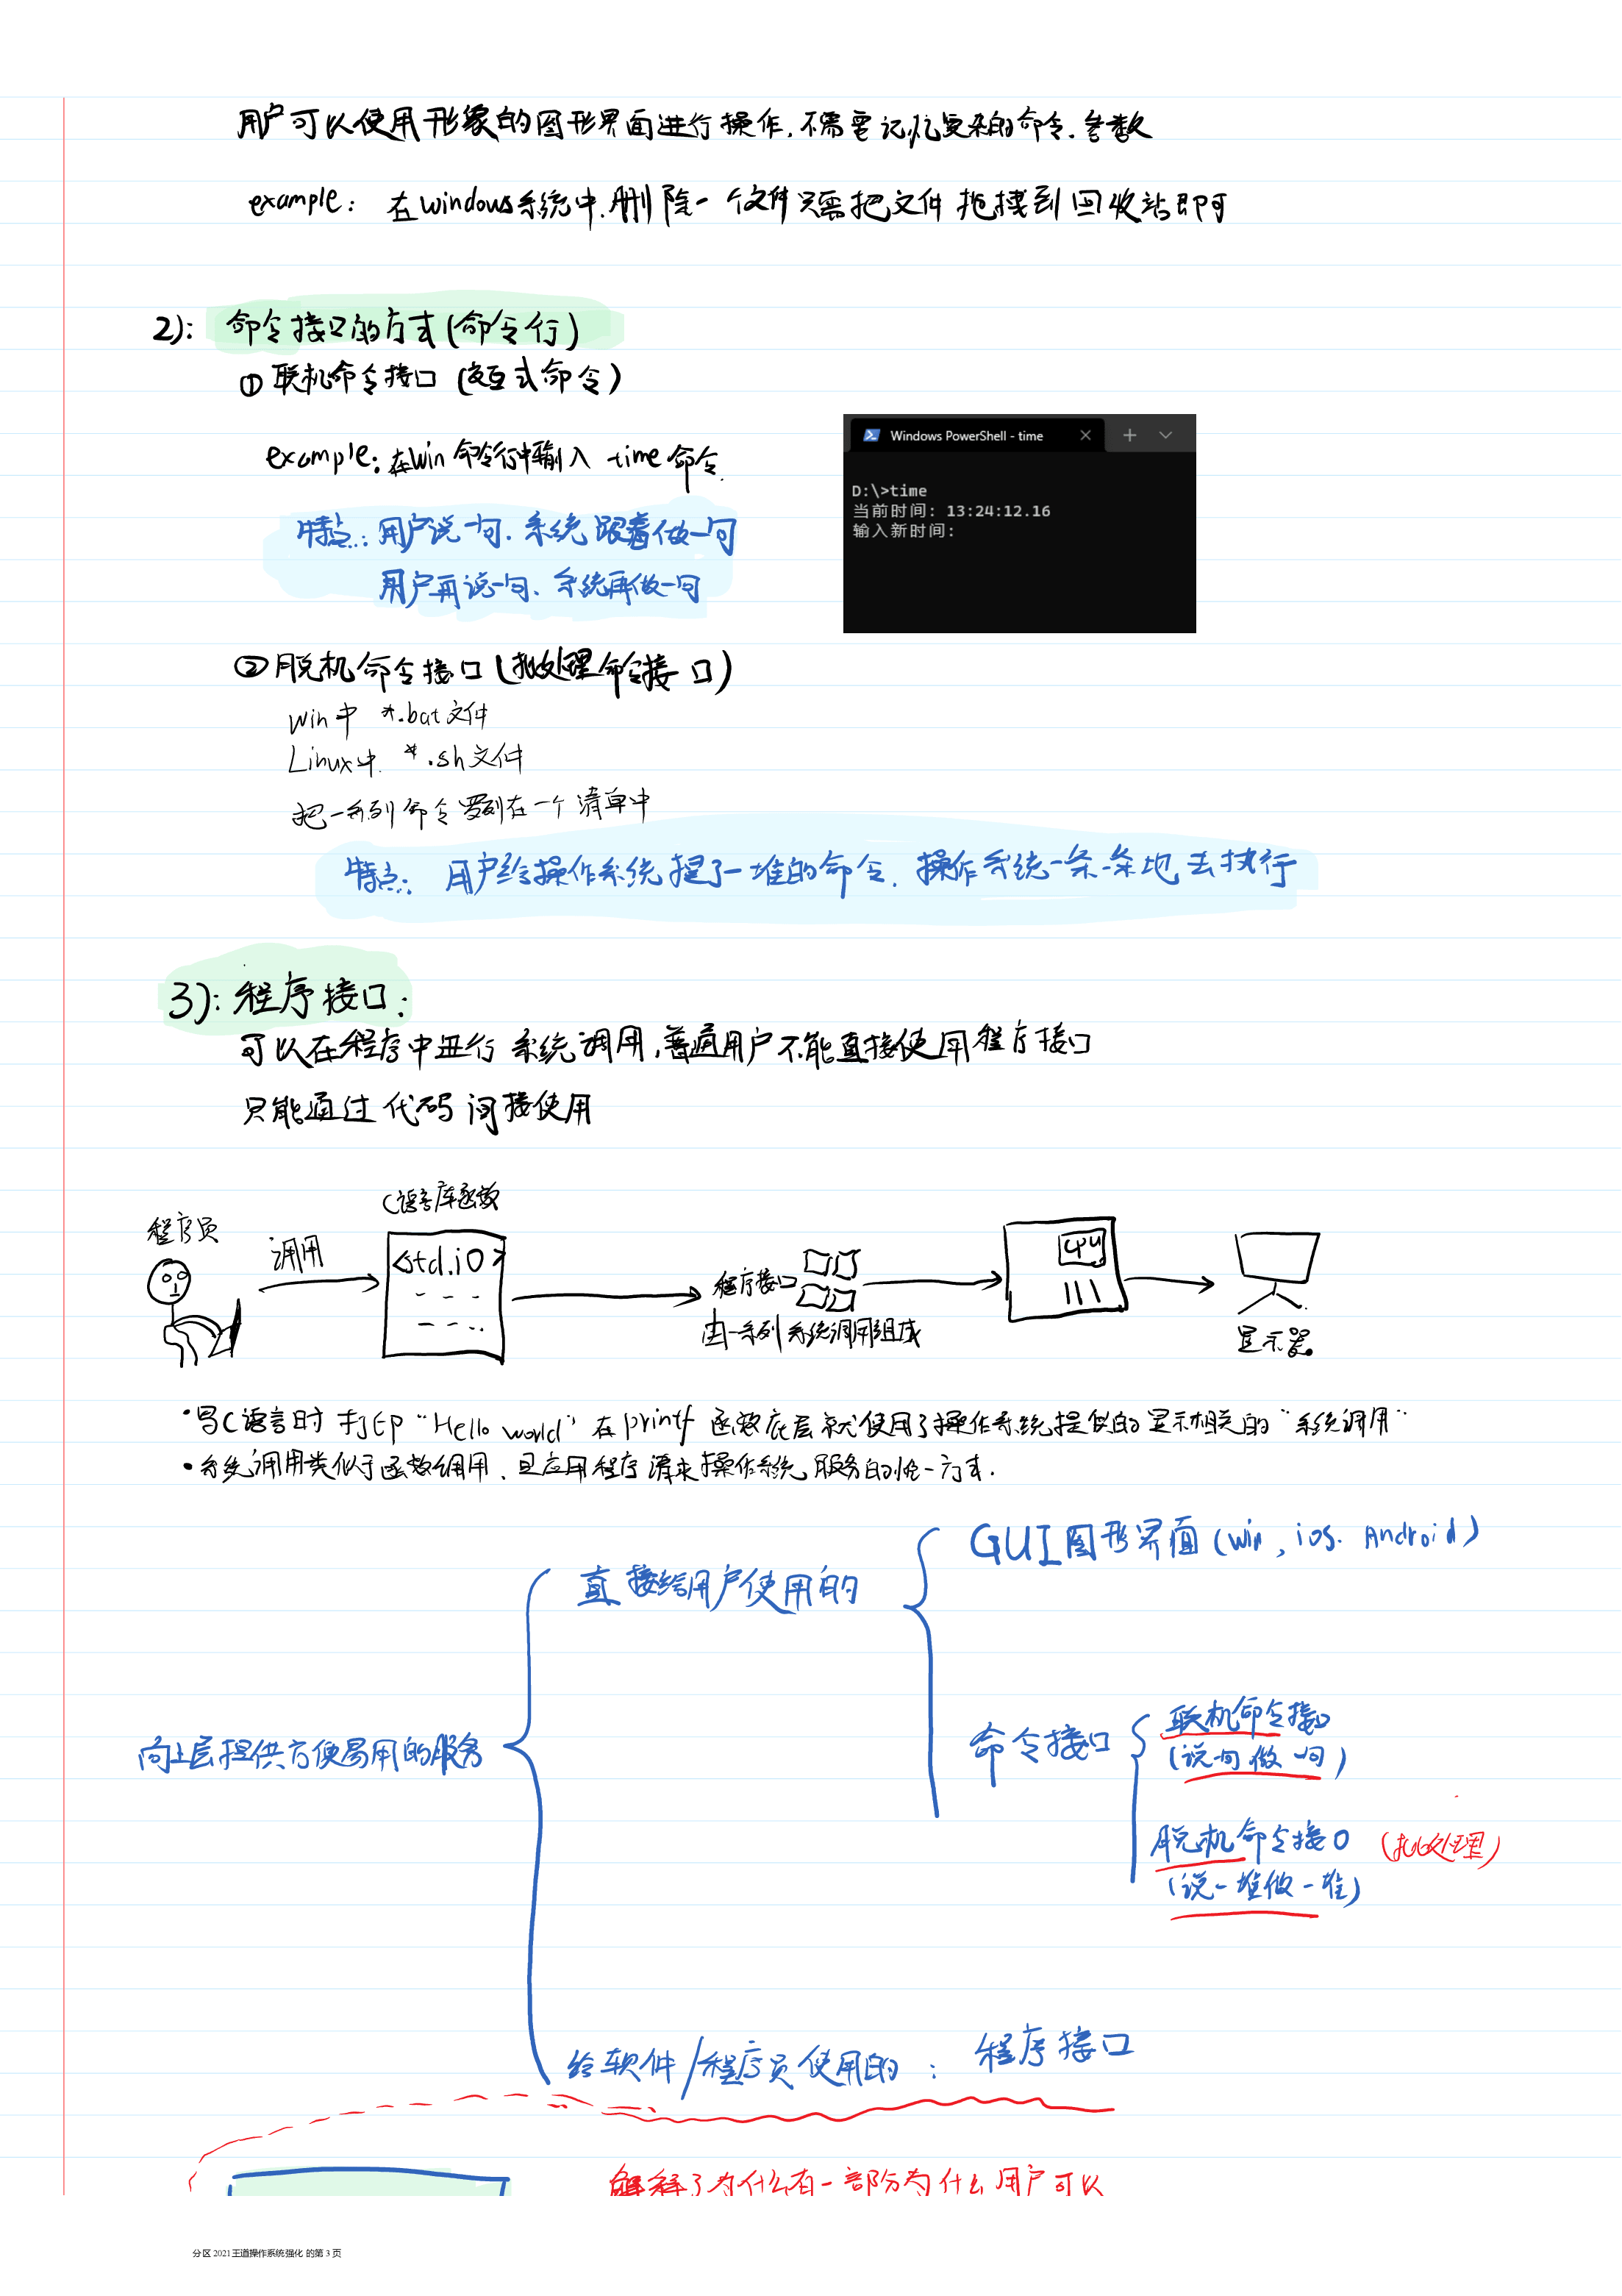 用户可以使用形象的图形界面进行操作,不需要记忆复杂的命令.参数
example: 在windows系统中,删除一个文件只需把文件拖拽到回收站即可
2): 命令接口的方式(命令行)
① 联机命令接口 (交互式命令)
example: 在Win命令行中输入 time 命令.
特点: 用户说一句. 系统跟着做一句
用户再说一句、系统再做一句
Windows PowerShell - time
D:\>time
当前时间: 13:24:12.16
输入新时间:
② 脱机命令接口 (批处理命令接口)
Win中 *.bat文件
Linux中. *.sh文件
把一系列命令罗列在一个清单中
特点: 用户给操作系统提了一堆的命令. 操作系统一条一条地去执行
3): 程序接口:
可以在程序中进行系统调用,普通用户不能直接使用程序接口
只能通过代码间接使用
程序员
调用
C语言库函数
<std.io>
程序接口
由一系列系统调用组成
显示器
·写C语言时 打印 "Hello world" 在printf 函数底层就使用了操作系统提供的显示相关的"系统调用"
·系统调用类似于函数调用、且应用程序请求操作系统服务的唯一方式.
向上层提供方便易用的服务
直接给用户使用的
GUI图形界面 (win, ios. Android)
命令接口
联机命令接口
(说一句做一句)
脱机命令接口 (批处理)
(说一堆做一堆)
给软件/程序员使用的: 程序接口
解释了为什么有一部分为什么用户可以
分区 2021王道操作系统强化 的第 3 页